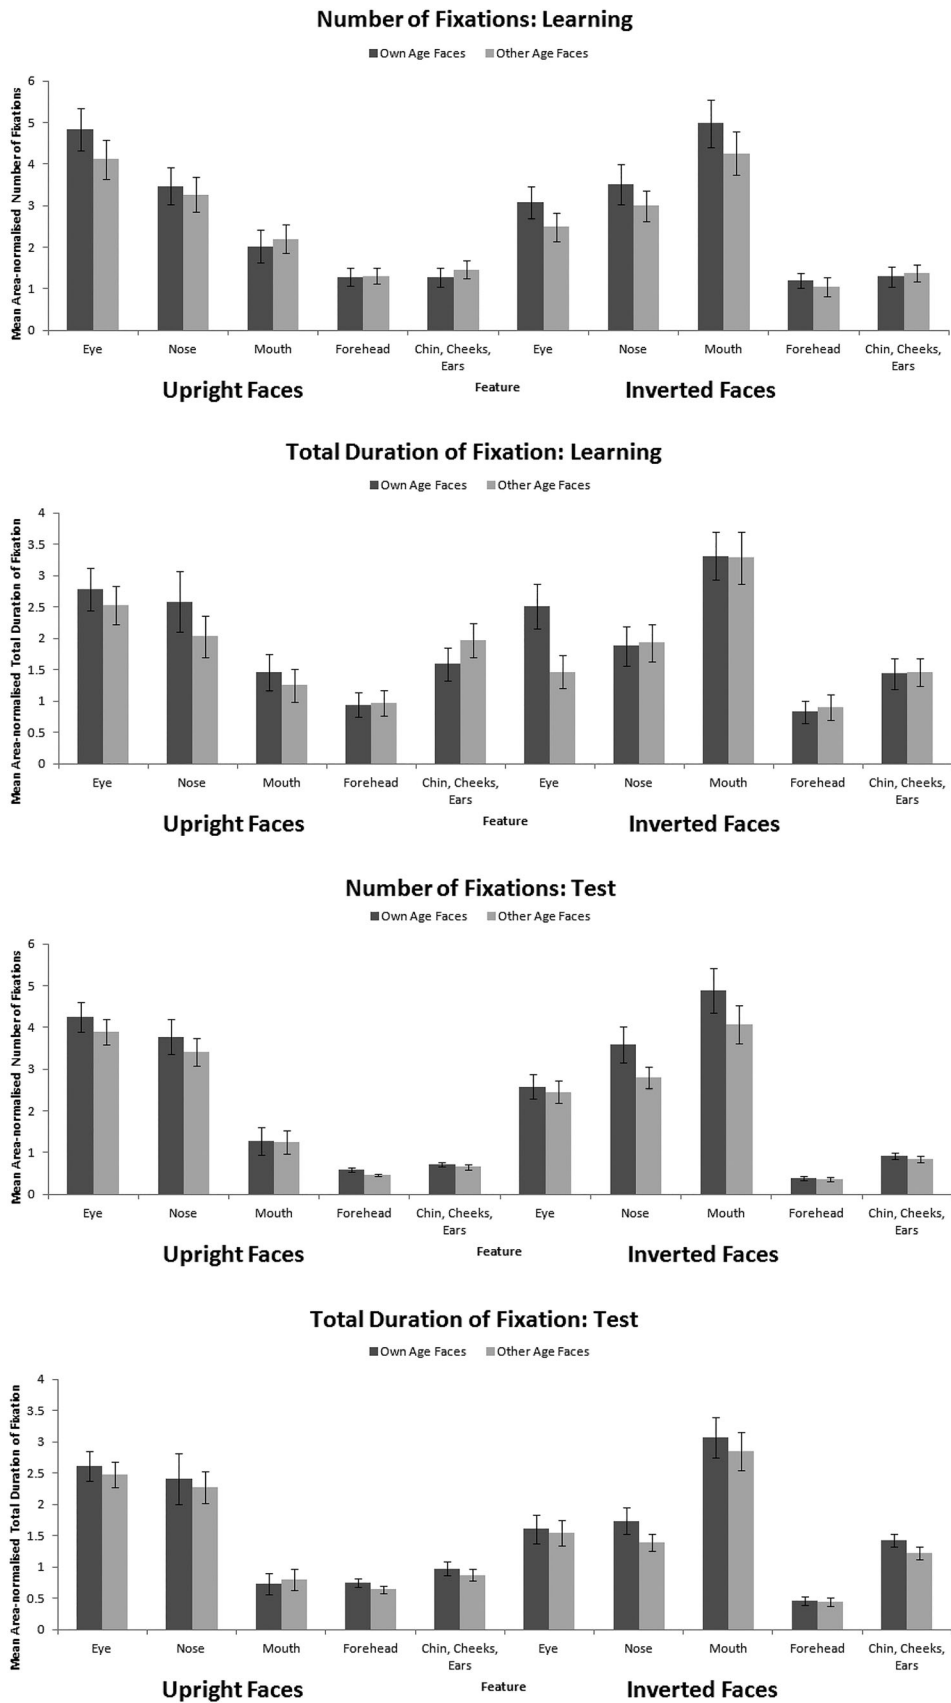 Number of Fixations: Learning
Own Age Faces Other Age Faces
Mean Area-normalised Number of Fixations
6
5
4
3
2
1
0
Eye Nose Mouth Forehead Chin, Cheeks, Eye Nose Mouth Forehead Chin, Cheeks,
Ears Ears
Upright Faces Feature Inverted Faces
Total Duration of Fixation: Learning
Own Age Faces Other Age Faces
Mean Area-normalised Total Duration of Fixation
4
3.5
3
2.5
2
1.5
1
0.5
0
Eye Nose Mouth Forehead Chin, Cheeks, Eye Nose Mouth Forehead Chin, Cheeks,
Ears Ears
Upright Faces Feature Inverted Faces
Number of Fixations: Test
Own Age Faces Other Age Faces
Mean Area-normalised Number of Fixations
6
5
4
3
2
1
0
Eye Nose Mouth Forehead Chin, Cheeks, Eye Nose Mouth Forehead Chin, Cheeks,
Ears Ears
Upright Faces Feature Inverted Faces
Total Duration of Fixation: Test
Own Age Faces Other Age Faces
Mean Area-normalised Total Duration of Fixation
4
3.5
3
2.5
2
1.5
1
0.5
0
Eye Nose Mouth Forehead Chin, Cheeks, Eye Nose Mouth Forehead Chin, Cheeks,
Ears Ears
Upright Faces Feature Inverted Faces